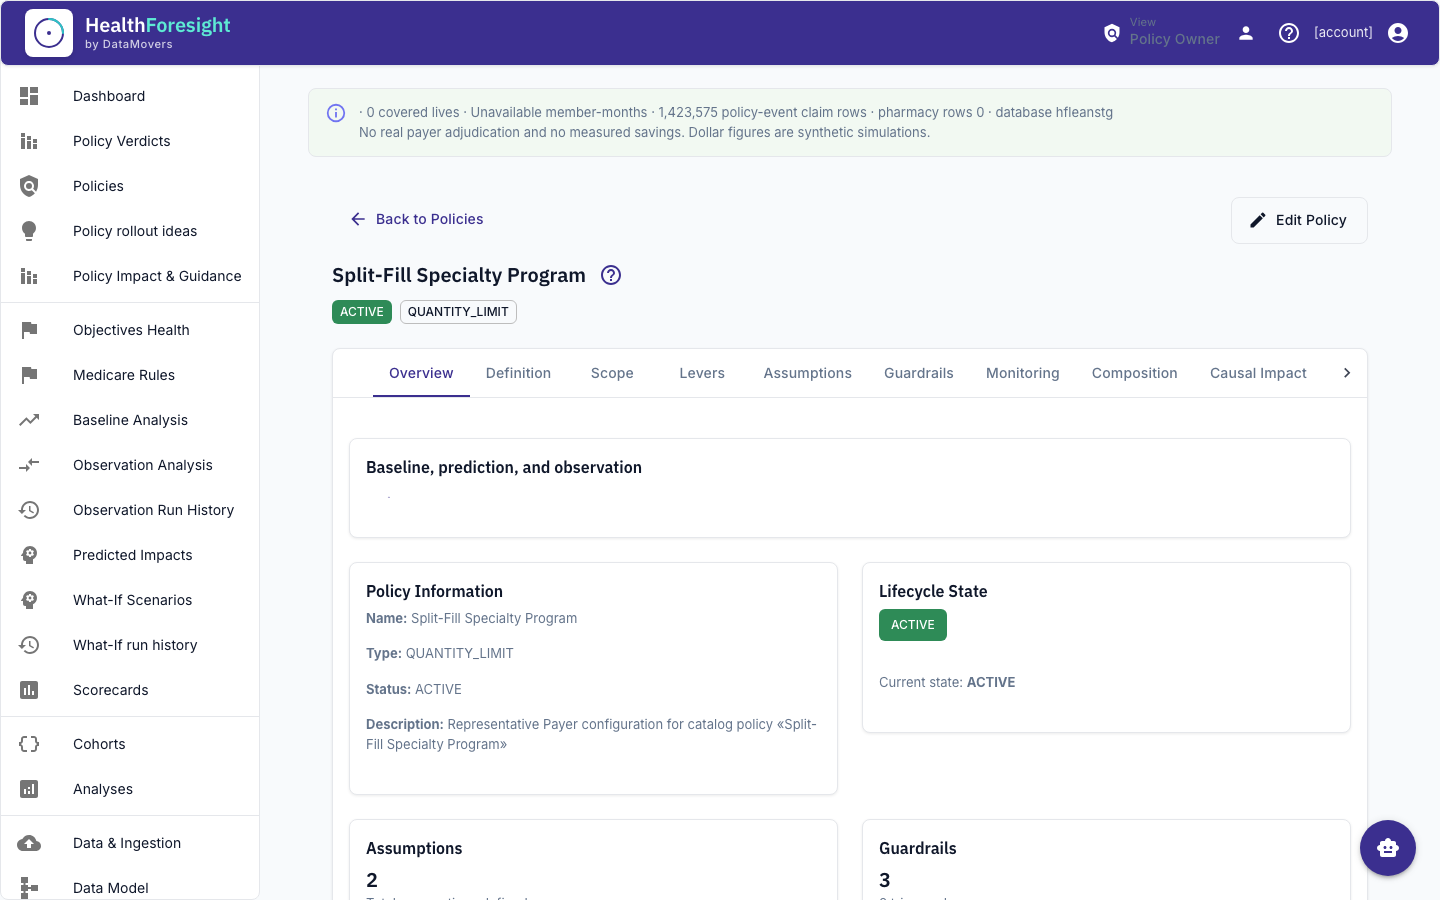 HealthForesight
by DataMovers
View
Policy Owner
[account]
Dashboard
Policy Verdicts
Policies
Policy rollout ideas
Policy Impact & Guidance
Objectives Health
Medicare Rules
Baseline Analysis
Observation Analysis
Observation Run History
Predicted Impacts
What-If Scenarios
What-If run history
Scorecards
Cohorts
Analyses
Data & Ingestion
Data Model
· 0 covered lives · Unavailable member-months · 1,423,575 policy-event claim rows · pharmacy rows 0 · database hfleanstg
No real payer adjudication and no measured savings. Dollar figures are synthetic simulations.
Back to Policies
Edit Policy
Split-Fill Specialty Program
ACTIVE
QUANTITY_LIMIT
Overview
Definition
Scope
Levers
Assumptions
Guardrails
Monitoring
Composition
Causal Impact
Baseline, prediction, and observation
Policy Information
Name: Split-Fill Specialty Program
Type: QUANTITY_LIMIT
Status: ACTIVE
Description: Representative Payer configuration for catalog policy «Split-
Fill Specialty Program»
Lifecycle State
ACTIVE
Current state: ACTIVE
Assumptions
2
Guardrails
3